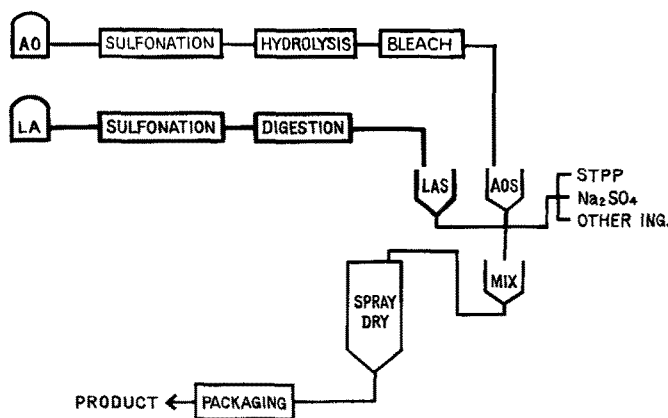 AO SULFONATION HYDROLYSIS BLEACH
LA SULFONATION DIGESTION
LAS AOS
STPP
Na₂SO₄
OTHER ING.
MIX
SPRAY
DRY
PRODUCT PACKAGING